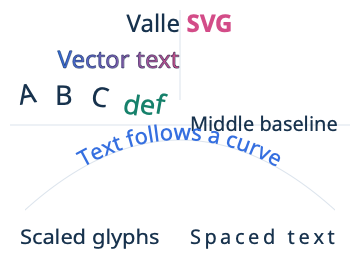 Valle SVG
Vector text
A B C def
Middle baseline
Text follows a curve
Scaled glyphs
Spaced text